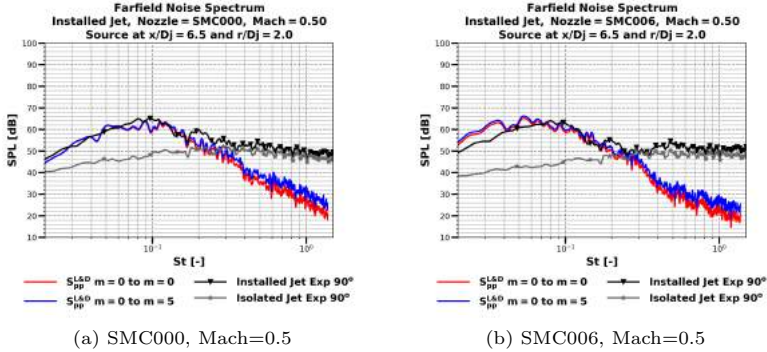 Farfield Noise Spectrum
Installed Jet, Nozzle=SMC000, Mach=0.50
Source at x/Dj=6.5 and r/Dj=2.0
100
90
80
70
60
50
40
30
20
10
SPL [dB]
10⁻¹
10⁰
St [-]
S_pp^L&D m = 0 to m = 0
S_pp^L&D m = 0 to m = 5
Installed Jet Exp 90°
Isolated Jet Exp 90°
(a) SMC000, Mach=0.5
Farfield Noise Spectrum
Installed Jet, Nozzle=SMC006, Mach=0.50
Source at x/Dj=6.5 and r/Dj=2.0
100
90
80
70
60
50
40
30
20
10
SPL [dB]
10⁻¹
10⁰
St [-]
S_pp^L&D m = 0 to m = 0
S_pp^L&D m = 0 to m = 5
Installed Jet Exp 90°
Isolated Jet Exp 90°
(b) SMC006, Mach=0.5